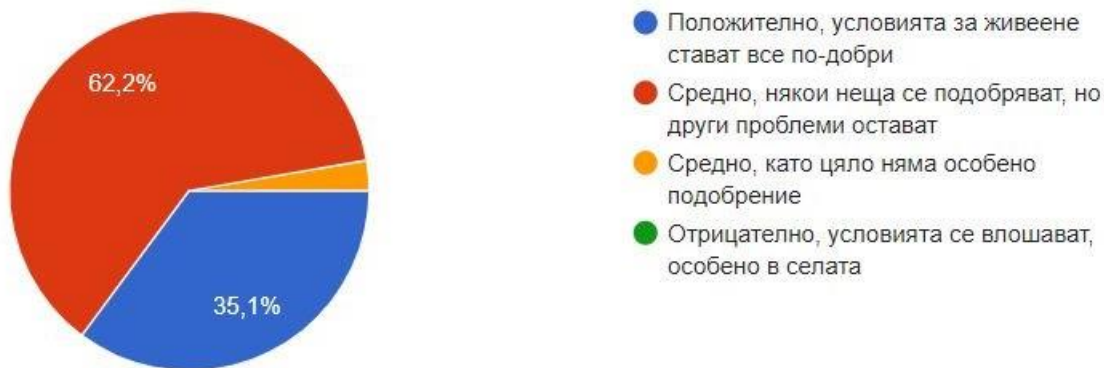 62,2%
35,1%
Положително, условията за живеене
стават все по-добри
Средно, някои неща се подобряват, но
други проблеми остават
Средно, като цяло няма особено
подобрение
Отрицателно, условията се влошават,
особено в селата